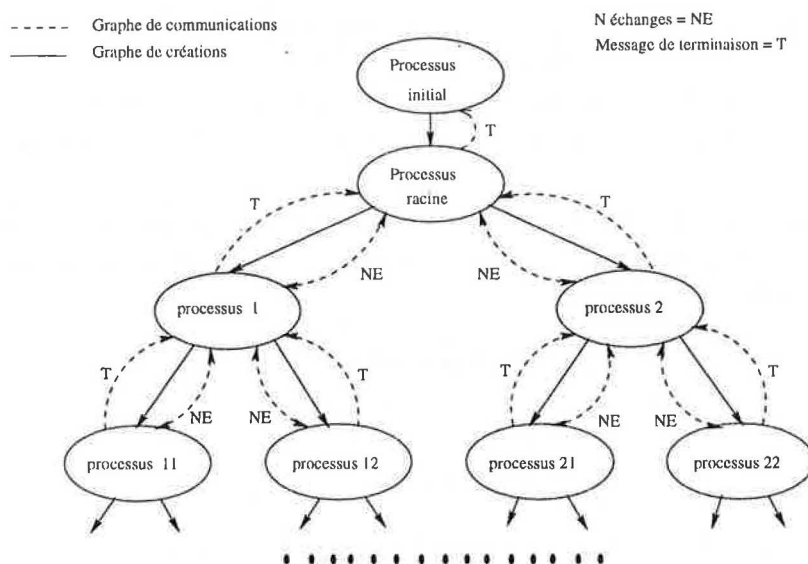 Graphe de communications
Graphe de créations
N échanges = NE
Message de terminaison = T
Processus
initial
T
Processus
racine
T
T
NE
NE
processus 1
processus 2
T
T
T
T
NE
NE
NE
NE
processus 11
processus 12
processus 21
processus 22